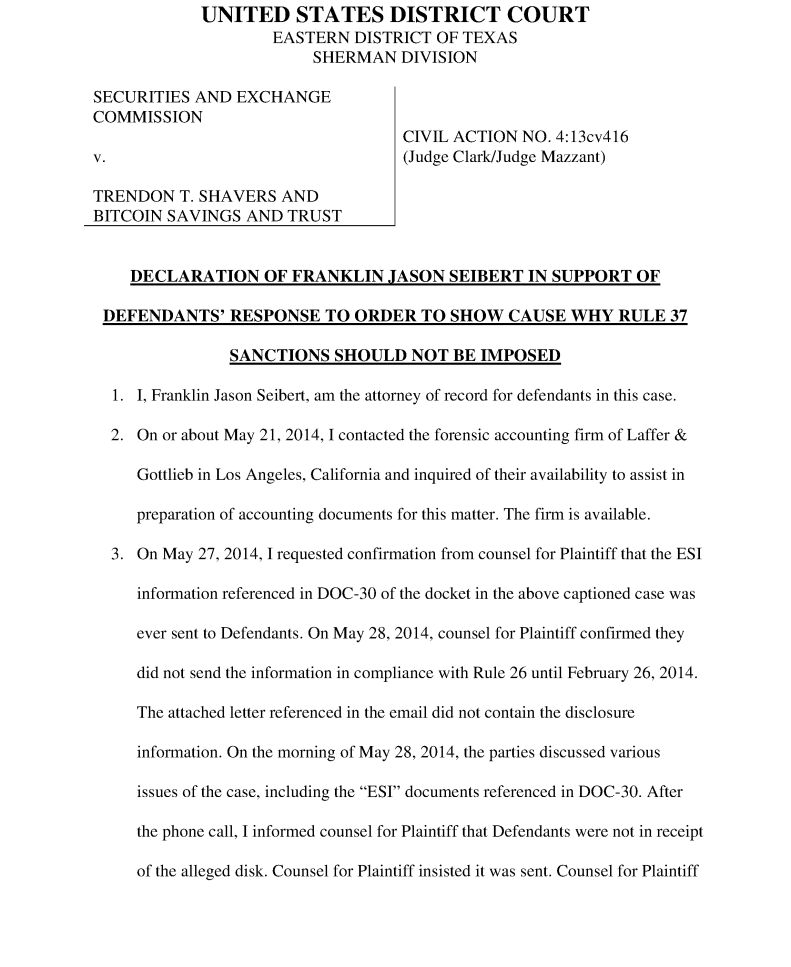 UNITED STATES DISTRICT COURT
EASTERN DISTRICT OF TEXAS
SHERMAN DIVISION
SECURITIES AND EXCHANGE
COMMISSION
v.
TRENDON T. SHAVERS AND
BITCOIN SAVINGS AND TRUST
CIVIL ACTION NO. 4:13cv416
(Judge Clark/Judge Mazzant)
DECLARATION OF FRANKLIN JASON SEIBERT IN SUPPORT OF
DEFENDANTS' RESPONSE TO ORDER TO SHOW CAUSE WHY RULE 37
SANCTIONS SHOULD NOT BE IMPOSED
1. I, Franklin Jason Seibert, am the attorney of record for defendants in this case.
2. On or about May 21, 2014, I contacted the forensic accounting firm of Laffer &
Gottlieb in Los Angeles, California and inquired of their availability to assist in
preparation of accounting documents for this matter. The firm is available.
3. On May 27, 2014, I requested confirmation from counsel for Plaintiff that the ESI
information referenced in DOC-30 of the docket in the above captioned case was
ever sent to Defendants. On May 28, 2014, counsel for Plaintiff confirmed they
did not send the information in compliance with Rule 26 until February 26, 2014.
The attached letter referenced in the email did not contain the disclosure
information. On the morning of May 28, 2014, the parties discussed various
issues of the case, including the “ESI” documents referenced in DOC-30. After
the phone call, I informed counsel for Plaintiff that Defendants were not in receipt
of the alleged disk. Counsel for Plaintiff insisted it was sent. Counsel for Plaintiff